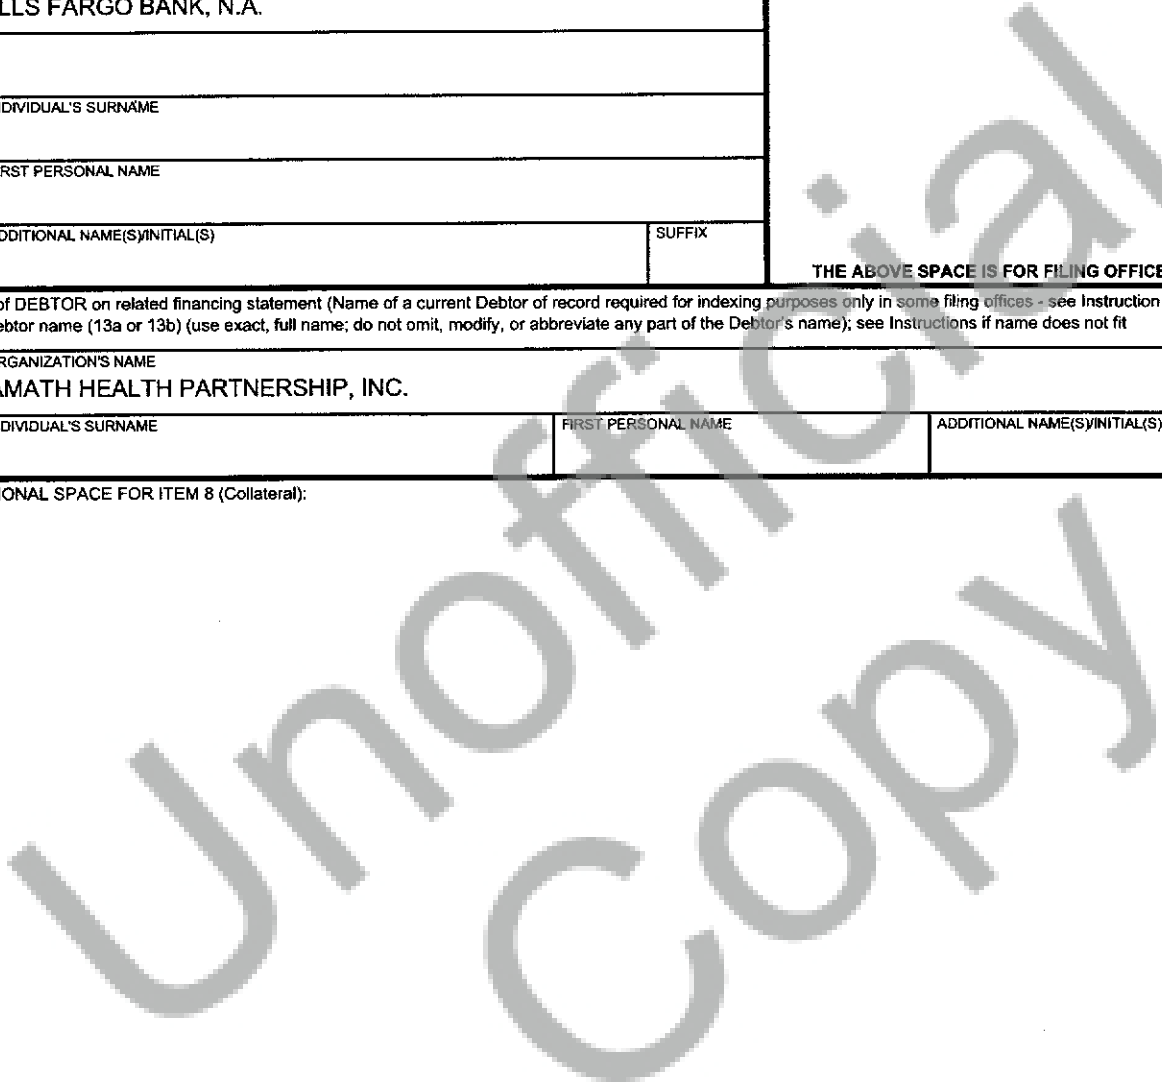 LLS FARGO BANK, N.A.
DIVIDUAL'S SURNAME
RST PERSONAL NAME
DDITIONAL NAME(S)/INITIAL(S)
SUFFIX
THE ABOVE SPACE IS FOR FILING OFFICE
of DEBTOR on related financing statement (Name of a current Debtor of record required for indexing purposes only in some filing offices - see Instruction
ebtor name (13a or 13b) (use exact, full name; do not omit, modify, or abbreviate any part of the Debtor's name); see Instructions if name does not fit
RGANIZATION'S NAME
AMATH HEALTH PARTNERSHIP, INC.
DIVIDUAL'S SURNAME
FIRST PERSONAL NAME
ADDITIONAL NAME(S)/INITIAL(S)
IONAL SPACE FOR ITEM 8 (Collateral):
Unofficial
Copy